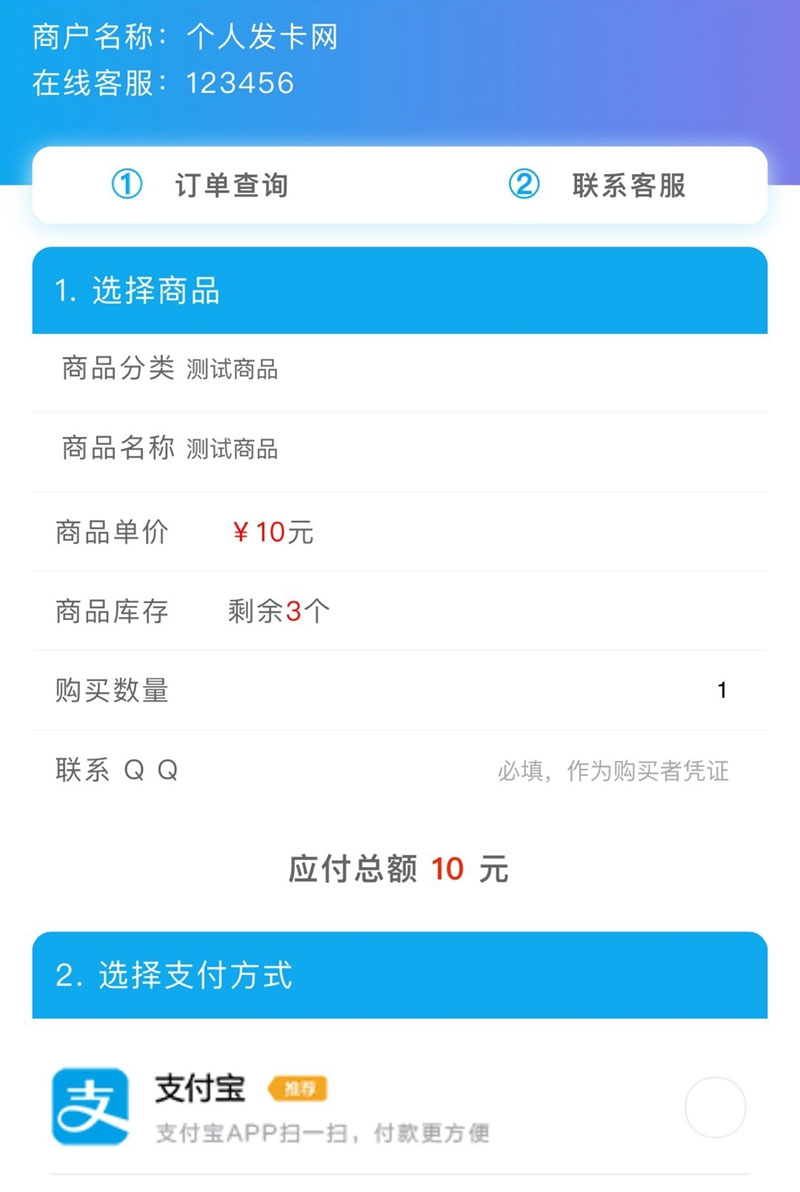 商户名称：个人发卡网
在线客服：123456
① 订单查询 ② 联系客服
1. 选择商品
商品分类 测试商品
商品名称 测试商品
商品单价 ¥10元
商品库存 剩余3个
购买数量 1
联系 Q Q 必填，作为购买者凭证
应付总额 10 元
2. 选择支付方式
支 支付宝 推荐
支付宝APP扫一扫，付款更方便